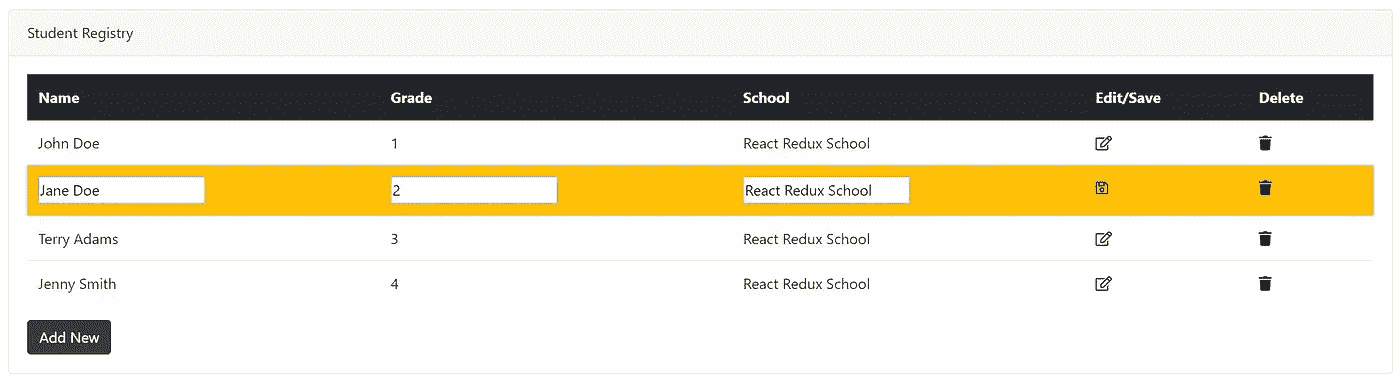 Student Registry
Name Grade School Edit/Save Delete
John Doe 1 React Redux School
Jane Doe 2 React Redux School
Terry Adams 3 React Redux School
Jenny Smith 4 React Redux School
Add New